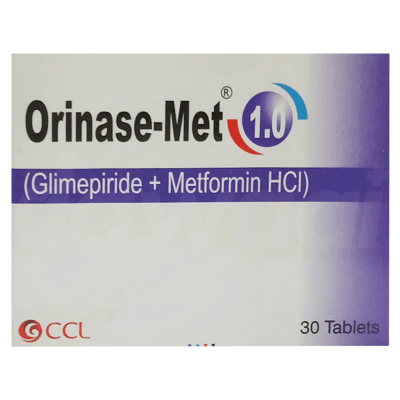 Orinase-Met® 1.0
(Glimepiride + Metformin HCl)
CCL
30 Tablets